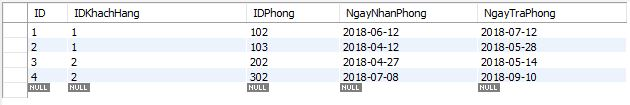 ID IDKhachHang IDPhong NgayNhanPhong NgayTraPhong
1 1 102 2018-06-12 2018-07-12
2 1 103 2018-04-12 2018-05-28
3 2 202 2018-04-27 2018-05-14
4 2 302 2018-07-08 2018-09-10
NULL NULL NULL NULL NULL